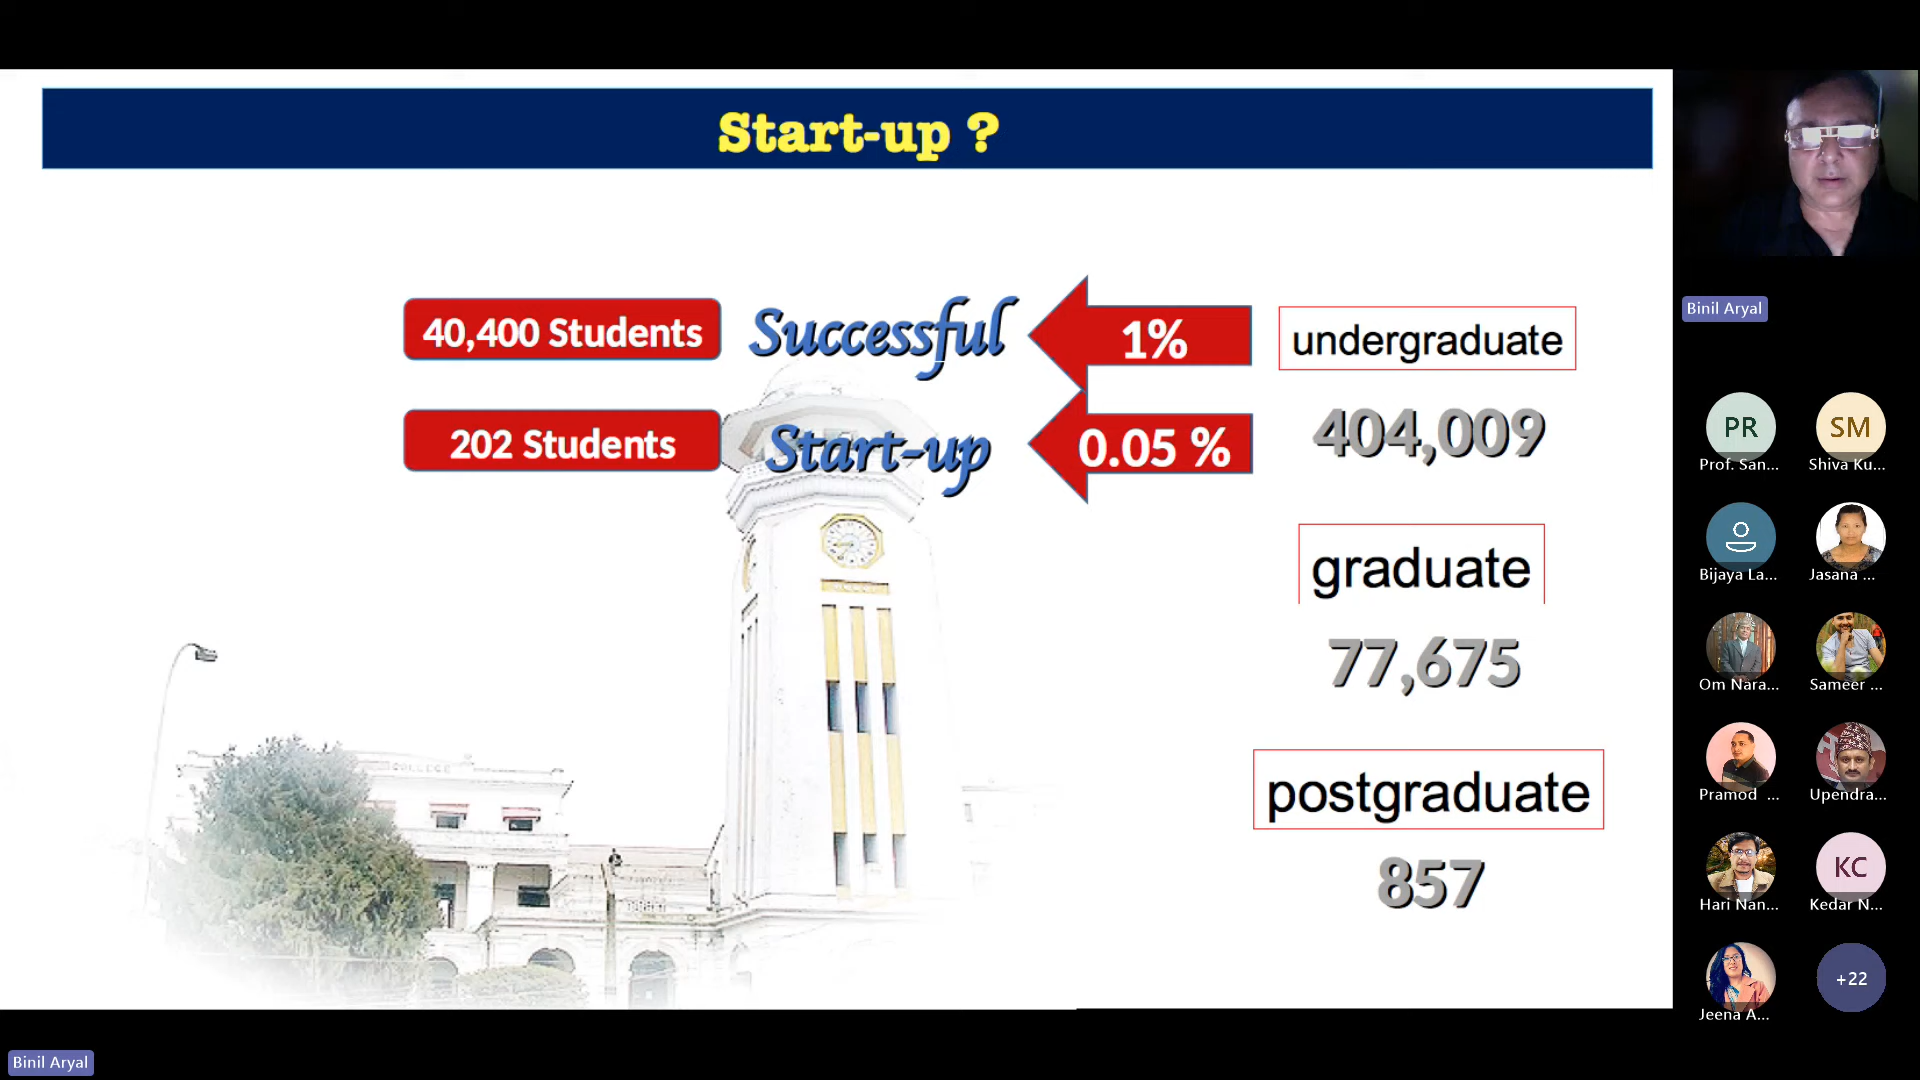 Start-up ?
40,400 Students
Successful
1%
undergraduate
202 Students
Start-up
0.05 %
404,009
graduate
77,675
postgraduate
857
COLLEGE
Binil Aryal
PR
SM
Prof. San...
Shiva Ku...
Bijaya La...
Jasana ...
Om Nara...
Sameer ...
Pramod ...
Upendra...
KC
Hari Nan...
Kedar N...
+22
Jeena A...
Binil Aryal